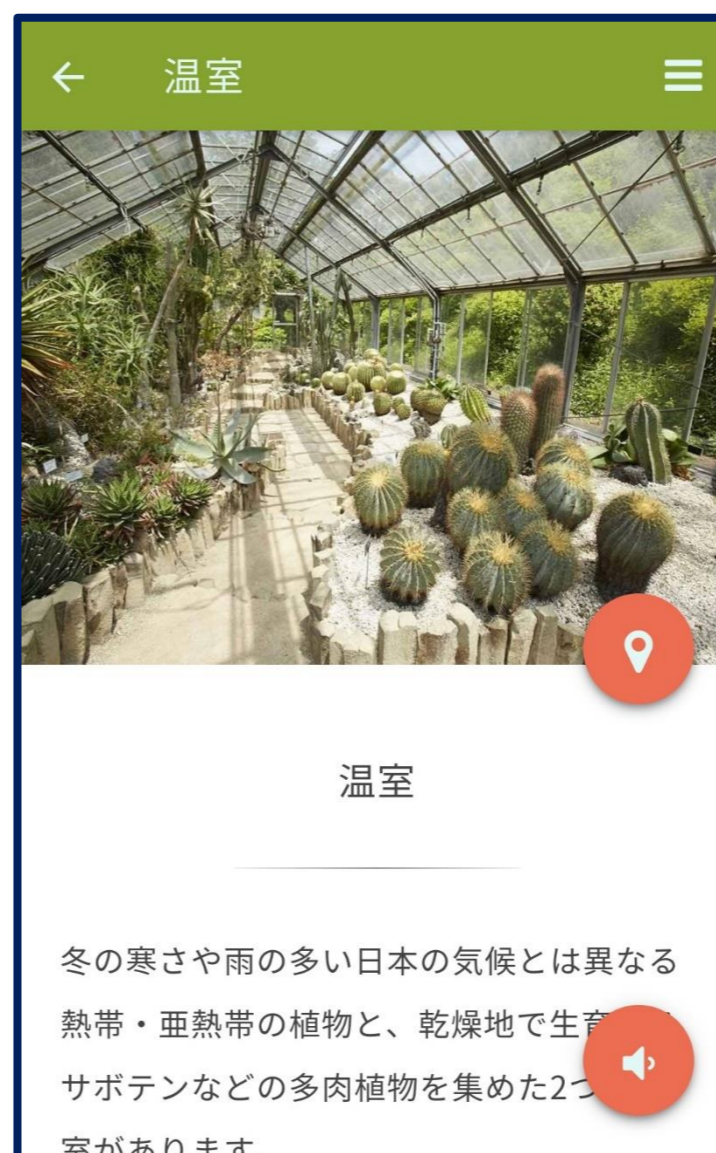 温室
温室
冬の寒さや雨の多い日本の気候とは異なる
熱帯・亜熱帯の植物と、乾燥地で生育
サボテンなどの多肉植物を集めた2つ
室があります